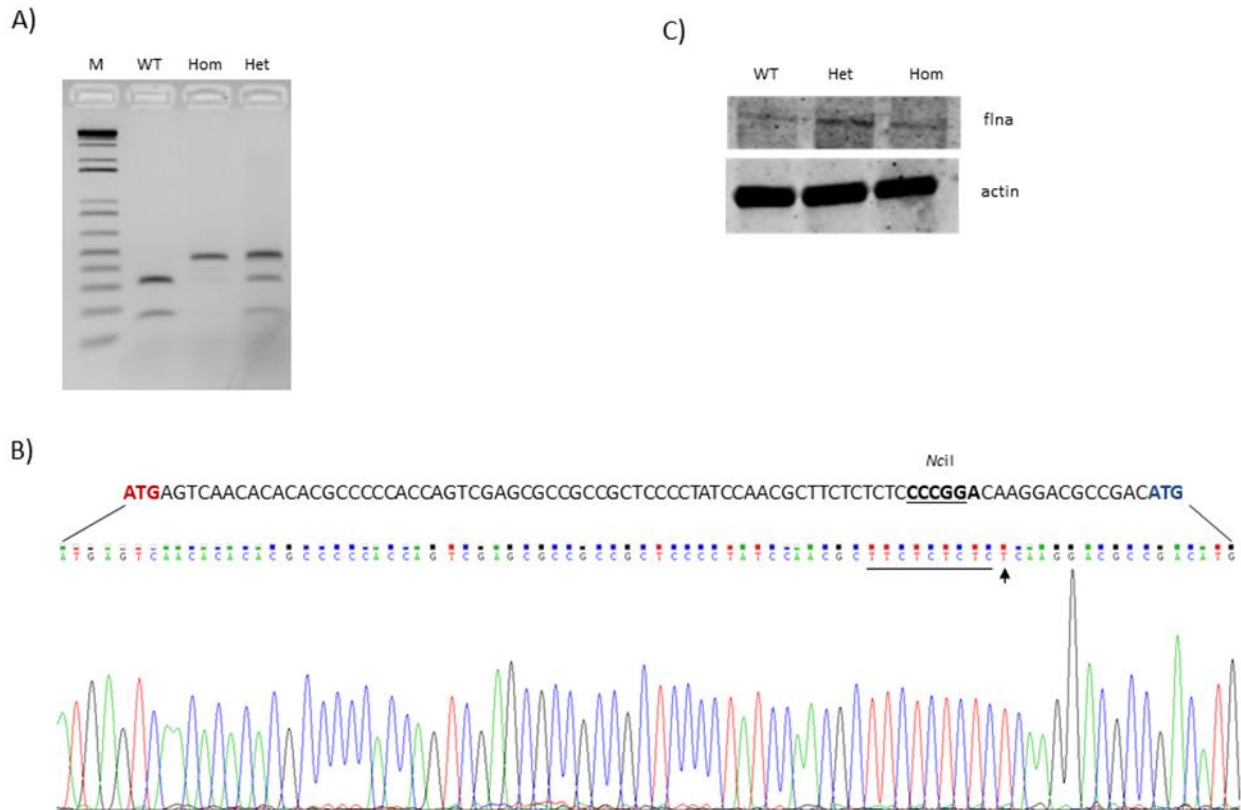 A)
M WT Hom Het
C)
WT Het Hom
flna
actin
B)
NciI
ATGAGTCAACACACACGCCCCCACCAGTCGAGCGCCGCCGCTCCCCTATCCAACGCTTCTCTCTCCCCGGACAAGGACGCCGACATG
A T G A G T C A A C A C A C A C G C C C C C A C C A G T C G A G C G C C G C C G C T C C C C T A T C C A A C G C T T C T C T C T C T C A A G G A C G C C G A C A T G